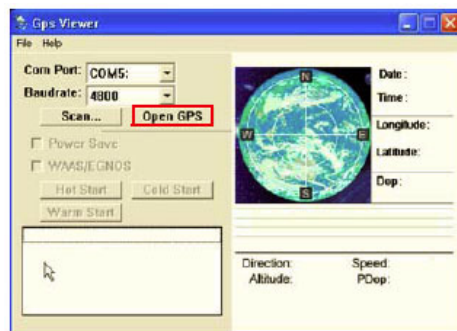 Gps Viewer
File Help
Com Port: COM5:
Baudrate: 4800
Scan... Open GPS
Power Save
WAAS/EGNOS
Hot Start Cold Start
Warm Start
N
W E
S
Date:
Time:
Longitude:
Latitude:
Dop:
Direction: Speed:
Altitude: PDop: